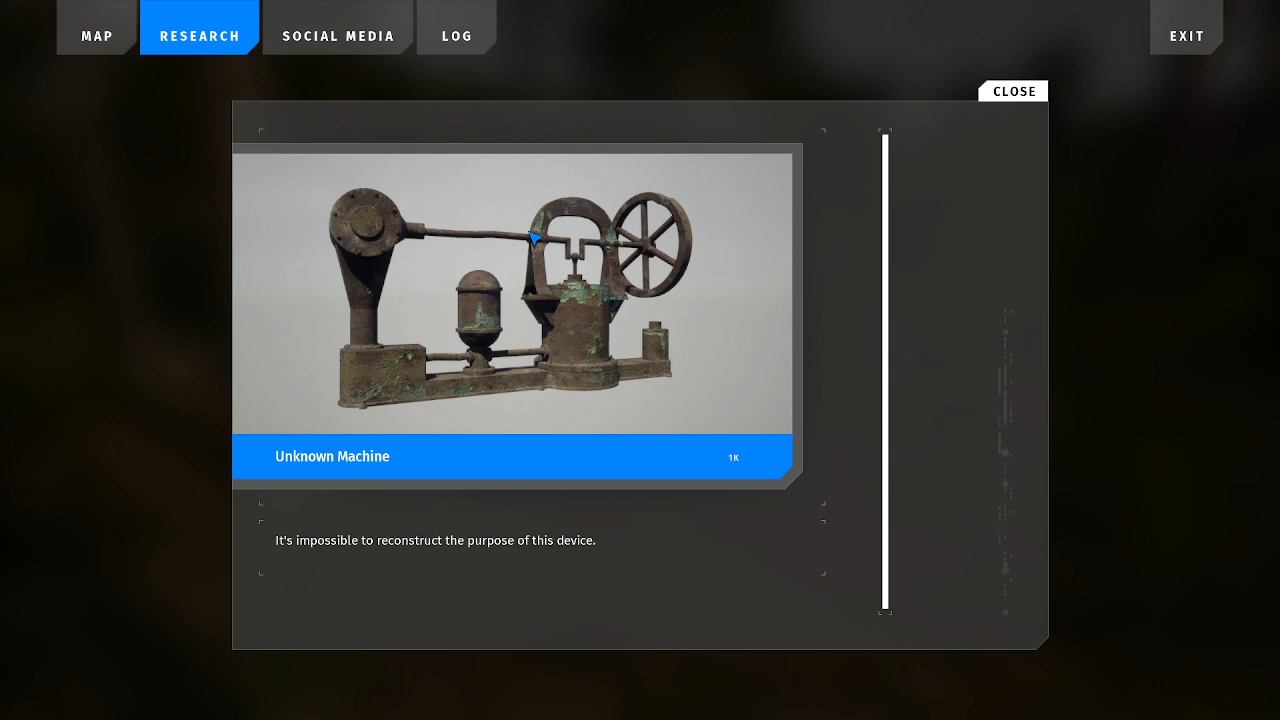 MAP
RESEARCH
SOCIAL MEDIA
LOG
EXIT
CLOSE
Unknown Machine
1K
It's impossible to reconstruct the purpose of this device.